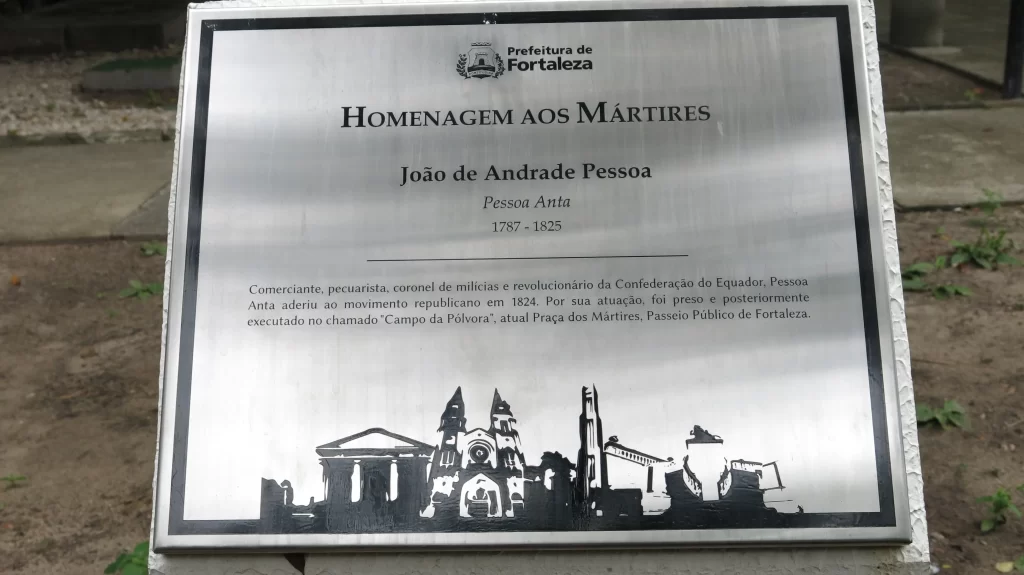 Prefeitura de
Fortaleza
HOMENAGEM AOS MÁRTIRES
João de Andrade Pessoa
Pessoa Anta
1787 - 1825
Comerciante, pecuarista, coronel de milícias e revolucionário da Confederação do Equador, Pessoa
Anta aderiu ao movimento republicano em 1824. Por sua atuação, foi preso e posteriormente
executado no chamado "Campo da Pólvora", atual Praça dos Mártires, Passeio Público de Fortaleza.